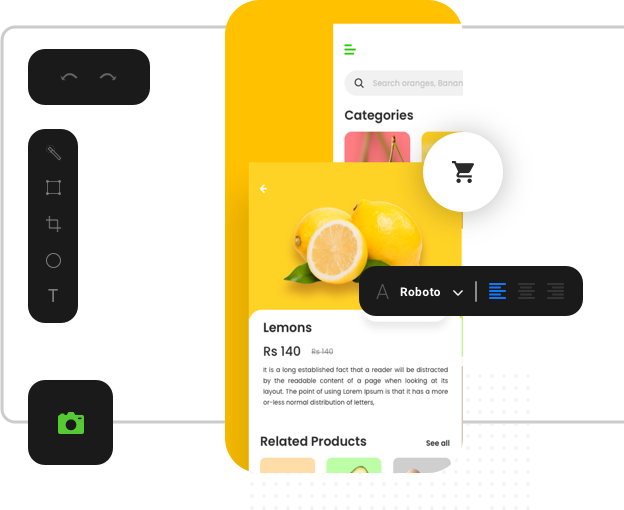 Search oranges, Banan
Categories
T
A Roboto
Lemons
Rs 140 Rs 140
It is a long established fact that a reader will be distracted
by the readable content of a page when looking at its
layout. The point of using Lorem Ipsum is that it has a more
or-less normal distribution of letters,
Related Products See all